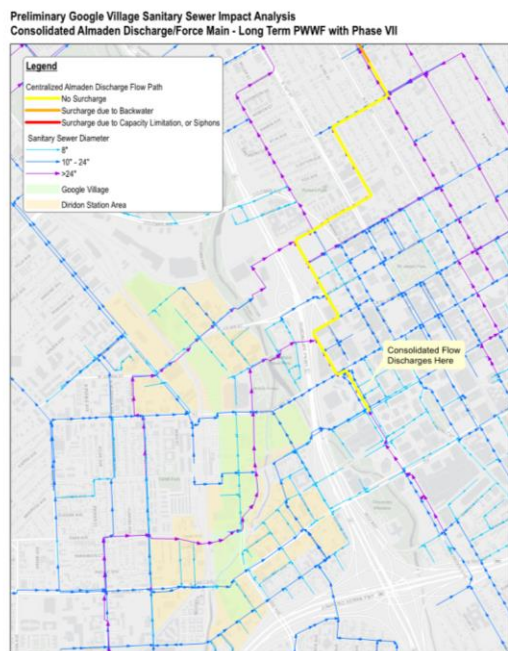 Preliminary Google Village Sanitary Sewer Impact Analysis
Consolidated Almaden Discharge/Force Main - Long Term PWWF with Phase VII
Legend
Centralized Almaden Discharge Flow Path
No Surcharge
Surcharge due to Backwater
Surcharge due to Capacity Limitation, or Siphons
Sanitary Sewer Diameter
8"
10" - 24"
>24"
Google Village
Diridon Station Area
Consolidated Flow
Discharges Here